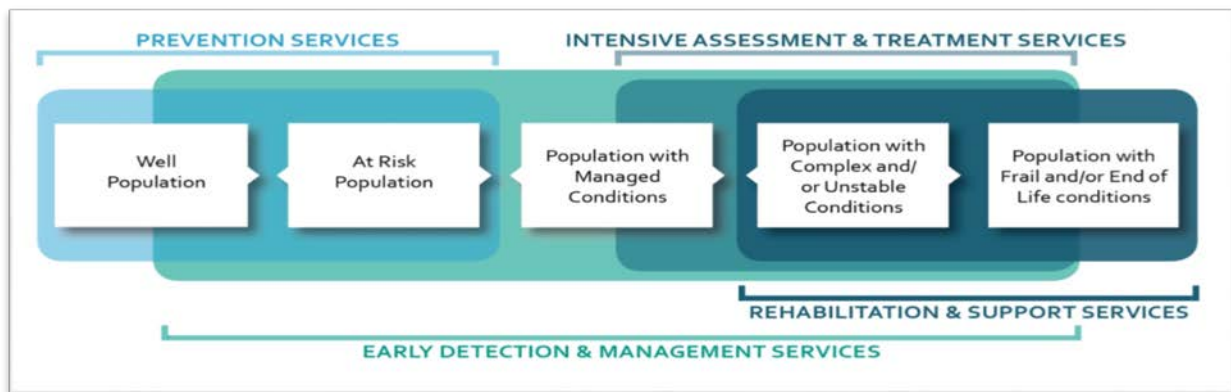 PREVENTION SERVICES
INTENSIVE ASSESSMENT & TREATMENT SERVICES
Well
Population
At Risk
Population
Population with
Managed
Conditions
Population with
Complex and/
or Unstable
Conditions
Population with
Frail and/or End of
Life conditions
REHABILITATION & SUPPORT SERVICES
EARLY DETECTION & MANAGEMENT SERVICES